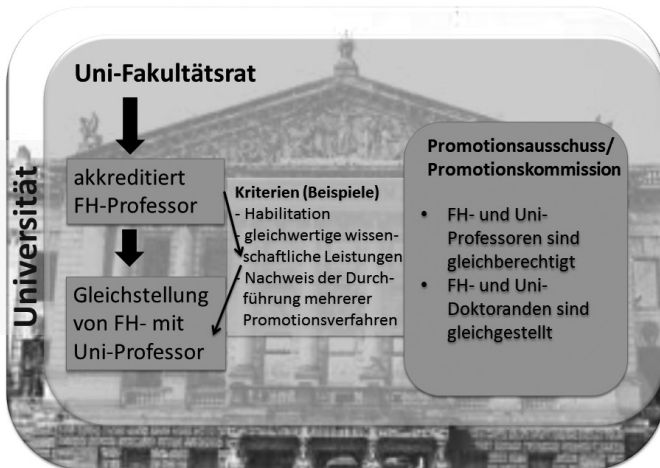 Universität
Uni-Fakultätsrat
akkreditiert
FH-Professor
Gleichstellung
von FH- mit
Uni-Professor
Kriterien (Beispiele)
- Habilitation
- gleichwertige wissen-
schaftliche Leistungen
- Nachweis der Durch-
führung mehrerer
Promotionsverfahren
Promotionsausschuss/
Promotionskommission
• FH- und Uni-
Professoren sind
gleichberechtigt
• FH- und Uni-
Doktoranden sind
gleichgestellt